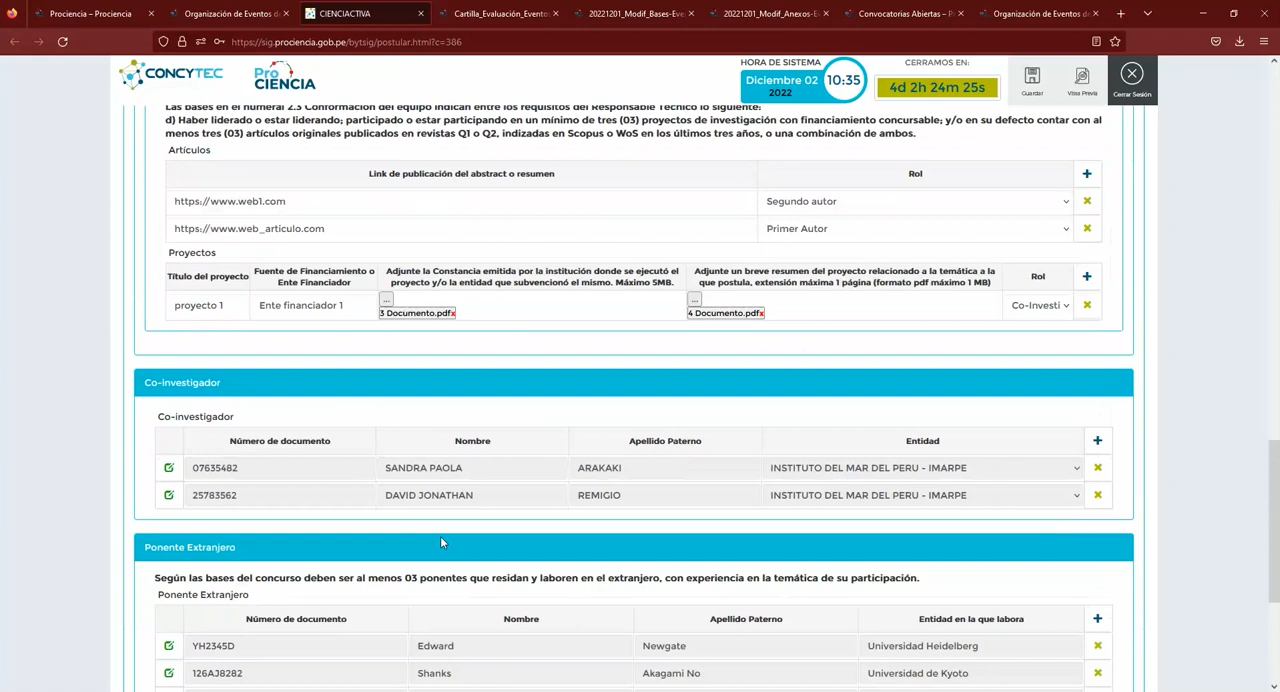 Prociencia – Prociencia
Organización de Eventos d
CIENCIACTIVA
Cartilla_Evaluación_Evento
20221201_Modif_Bases-Eve
20221201_Modif_Anexos-E
Convocatorias Abiertas – P
Organización de Eventos d
https://sig.prociencia.gob.pe/bytsig/postular.html?c=386
CONCYTEC
Pro
CIENCIA
HORA DE SISTEMA
Diciembre 02
2022
10:35
CERRAMOS EN:
4d 2h 24m 25s
Guardar
Vista Previa
Cerrar Sesión
Las bases en el numeral 2.3 Conformación del equipo indican entre los requisitos del Responsable Técnico lo siguiente:
d) Haber liderado o estar liderando; participado o estar participando en un mínimo de tres (03) proyectos de investigación con financiamiento concursable; y/o en su defecto contar con al
menos tres (03) artículos originales publicados en revistas Q1 o Q2, indizadas en Scopus o WoS en los últimos tres años, o una combinación de ambos.
Artículos
Link de publicación del abstract o resumen Rol
https://www.web1.com Segundo autor
https://www.web_articulo.com Primer Autor
Proyectos
Título del proyecto Fuente de Financiamiento o Ente Financiador Adjunte la Constancia emitida por la institución donde se ejecutó el proyecto y/o la entidad que subvencionó el mismo. Máximo 5MB. Adjunte un breve resumen del proyecto relacionado a la temática a la que postula, extensión máxima 1 página (formato pdf máximo 1 MB) Rol
proyecto 1 Ente financiador 1 ... 3 Documento.pdfx ... 4 Documento.pdfx Co-Investi
Co-investigador
Co-investigador
Número de documento Nombre Apellido Paterno Entidad
07635482 SANDRA PAOLA ARAKAKI INSTITUTO DEL MAR DEL PERU - IMARPE
25783562 DAVID JONATHAN REMIGIO INSTITUTO DEL MAR DEL PERU - IMARPE
Ponente Extranjero
Según las bases del concurso deben ser al menos 03 ponentes que residan y laboren en el extranjero, con experiencia en la temática de su participación.
Ponente Extranjero
Número de documento Nombre Apellido Paterno Entidad en la que labora
YH2345D Edward Newgate Universidad Heidelberg
126AJ8282 Shanks Akagami No Universidad de Kyoto